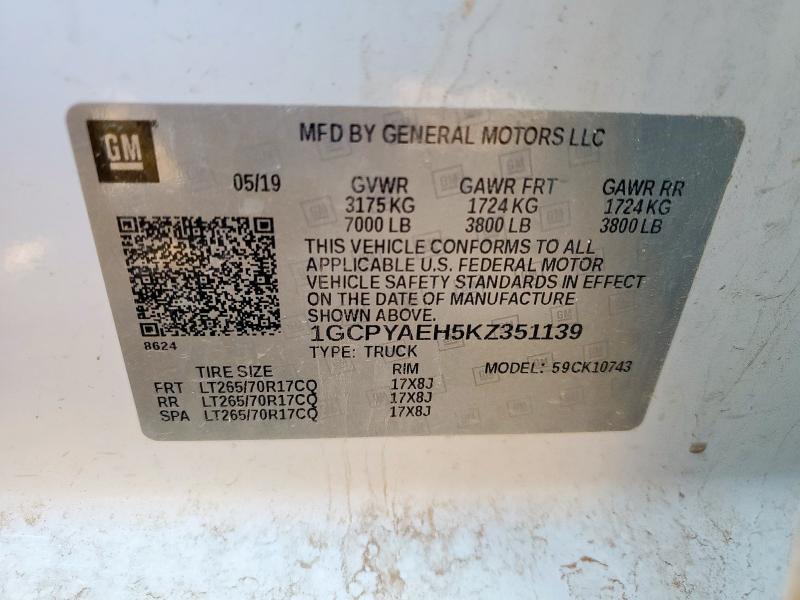 GM
MFD BY GENERAL MOTORS LLC
05/19 GVWR GAWR FRT GAWR RR
3175 KG 1724 KG 1724 KG
7000 LB 3800 LB 3800 LB
THIS VEHICLE CONFORMS TO ALL
APPLICABLE U.S. FEDERAL MOTOR
VEHICLE SAFETY STANDARDS IN EFFECT
ON THE DATE OF MANUFACTURE
SHOWN ABOVE.
1GCPYAEH5KZ351139
8624
TYPE: TRUCK MODEL: 59CK10743
TIRE SIZE RIM
FRT LT265/70R17CQ 17X8J
RR LT265/70R17CQ 17X8J
SPA LT265/70R17CQ 17X8J